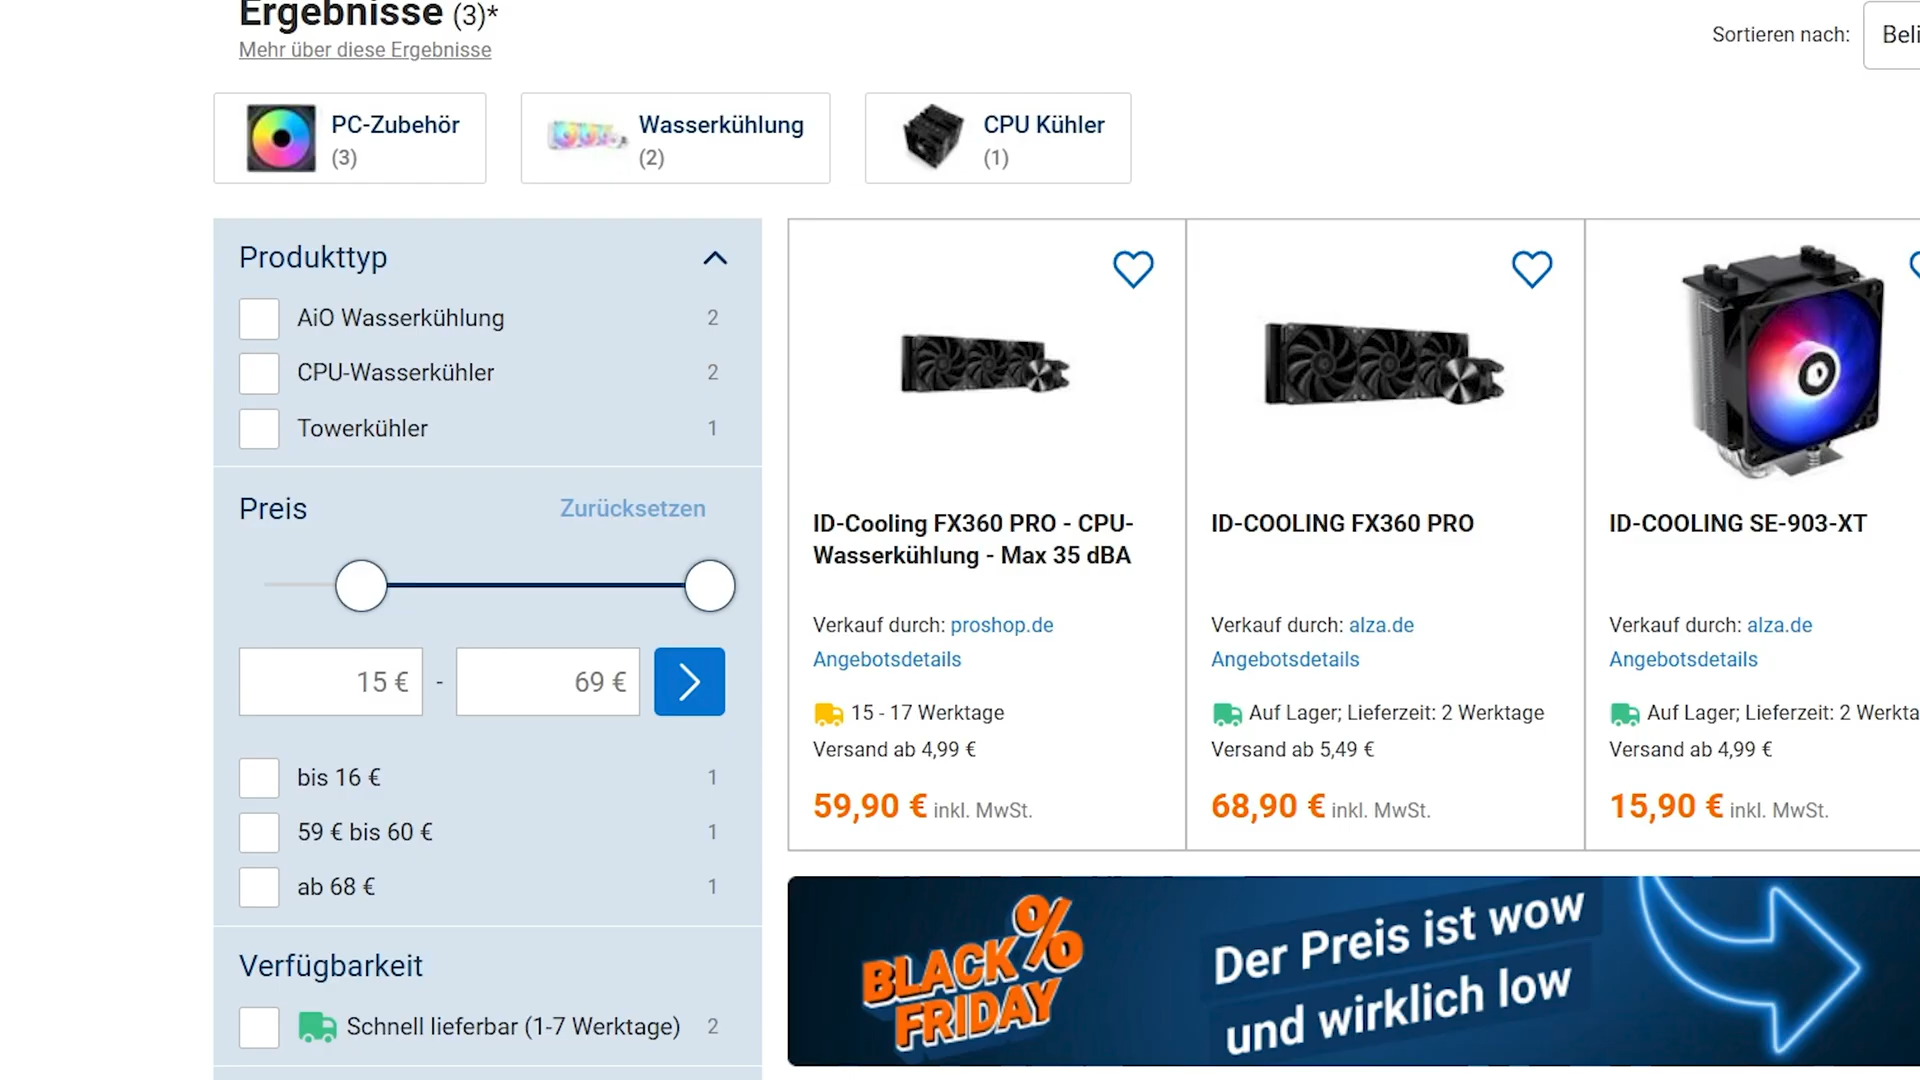 Ergebnisse (3)*
Mehr über diese Ergebnisse
Sortieren nach:
Beli
PC-Zubehör
(3)
Wasserkühlung
(2)
CPU Kühler
(1)
Produkttyp
AiO Wasserkühlung 2
CPU-Wasserkühler 2
Towerkühler 1
Preis Zurücksetzen
15 € - 69 €
bis 16 € 1
59 € bis 60 € 1
ab 68 € 1
Verfügbarkeit
Schnell lieferbar (1-7 Werktage) 2
ID-Cooling FX360 PRO - CPU-
Wasserkühlung - Max 35 dBA
Verkauf durch: proshop.de
Angebotsdetails
15 - 17 Werktage
Versand ab 4,99 €
59,90 € inkl. MwSt.
ID-COOLING FX360 PRO
Verkauf durch: alza.de
Angebotsdetails
Auf Lager; Lieferzeit: 2 Werktage
Versand ab 5,49 €
68,90 € inkl. MwSt.
ID-COOLING SE-903-XT
Verkauf durch: alza.de
Angebotsdetails
Auf Lager; Lieferzeit: 2 Werkta
Versand ab 4,99 €
15,90 € inkl. MwSt.
BLACK %
FRIDAY
Der Preis ist wow
und wirklich low